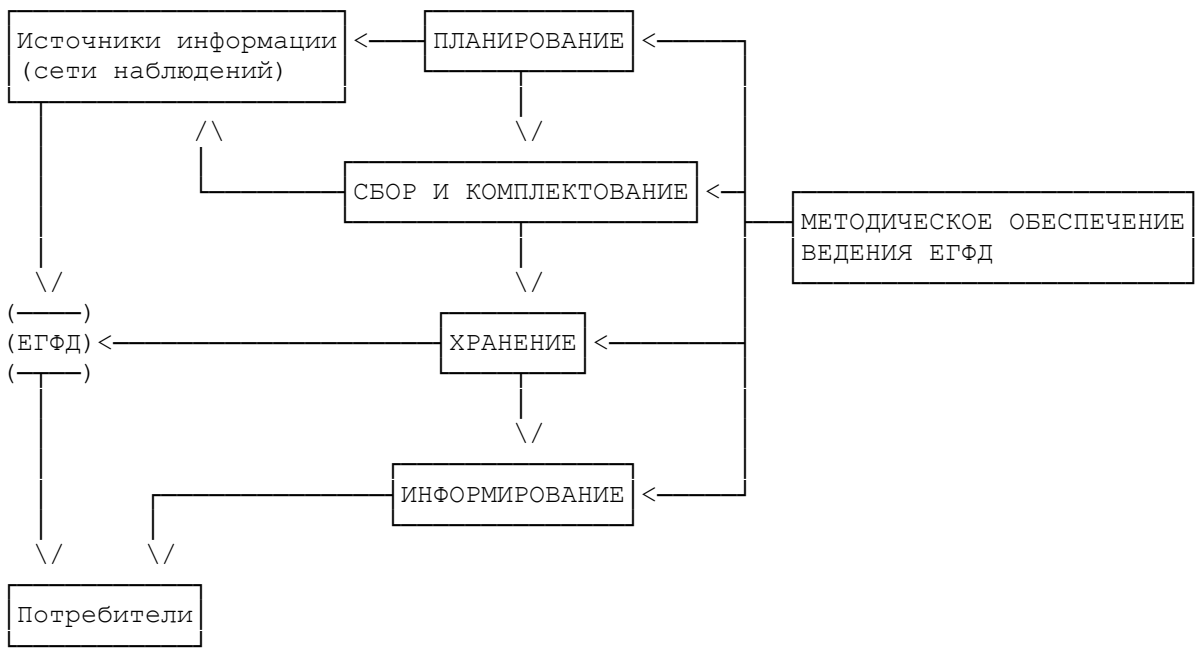 Источники информации
(сети наблюдений)
ПЛАНИРОВАНИЕ
СБОР И КОМПЛЕКТОВАНИЕ
МЕТОДИЧЕСКОЕ ОБЕСПЕЧЕНИЕ
ВЕДЕНИЯ ЕГФД
(ЕГФД)
ХРАНЕНИЕ
ИНФОРМИРОВАНИЕ
Потребители